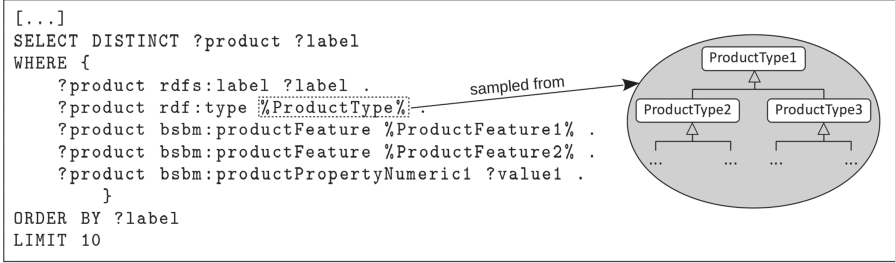 [...]
SELECT DISTINCT ?product ?label
WHERE {
?product rdfs:label ?label .
?product rdf:type %ProductType% .
?product bsbm:productFeature %ProductFeature1% .
?product bsbm:productFeature %ProductFeature2% .
?product bsbm:productPropertyNumeric1 ?value1 .
}
ORDER BY ?label
LIMIT 10
sampled from
ProductType1
ProductType2 ProductType3
... ... ... ...